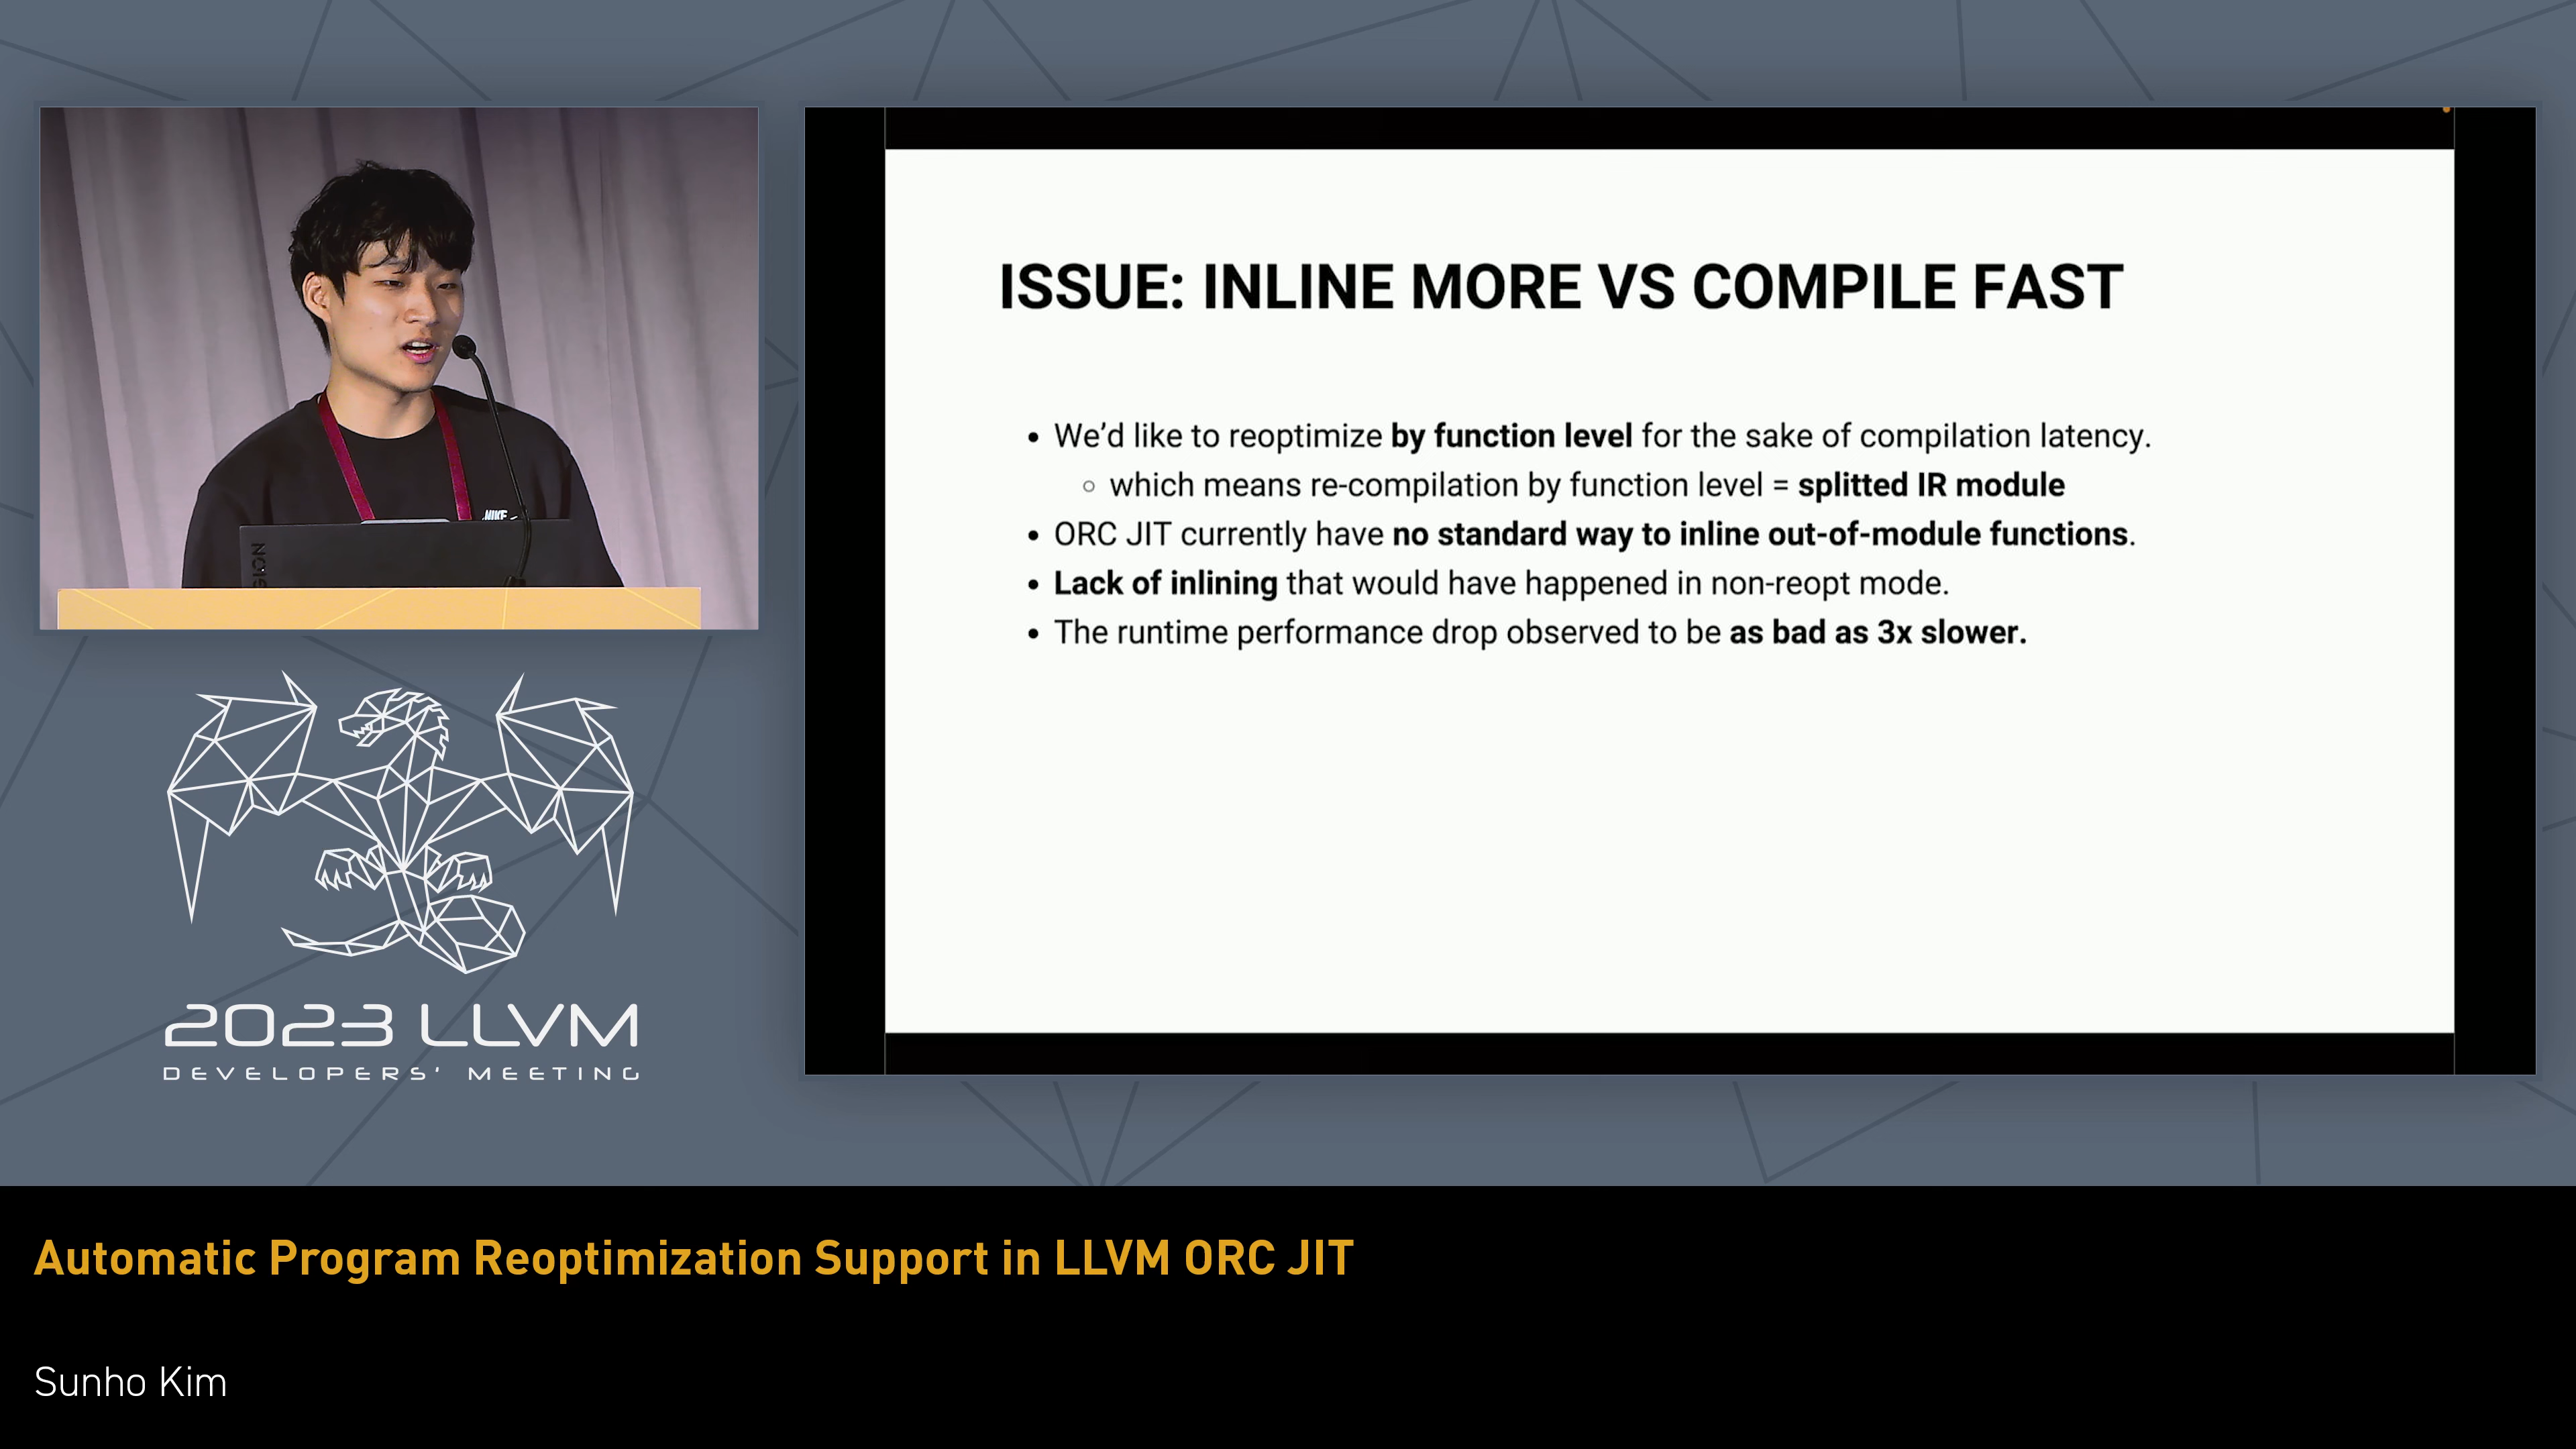 NIKE
ISSUE: INLINE MORE VS COMPILE FAST
• We’d like to reoptimize by function level for the sake of compilation latency.
○ which means re-compilation by function level = splitted IR module
• ORC JIT currently have no standard way to inline out-of-module functions.
• Lack of inlining that would have happened in non-reopt mode.
• The runtime performance drop observed to be as bad as 3x slower.
2023 LLVM
DEVELOPERS' MEETING
Automatic Program Reoptimization Support in LLVM ORC JIT
Sunho Kim